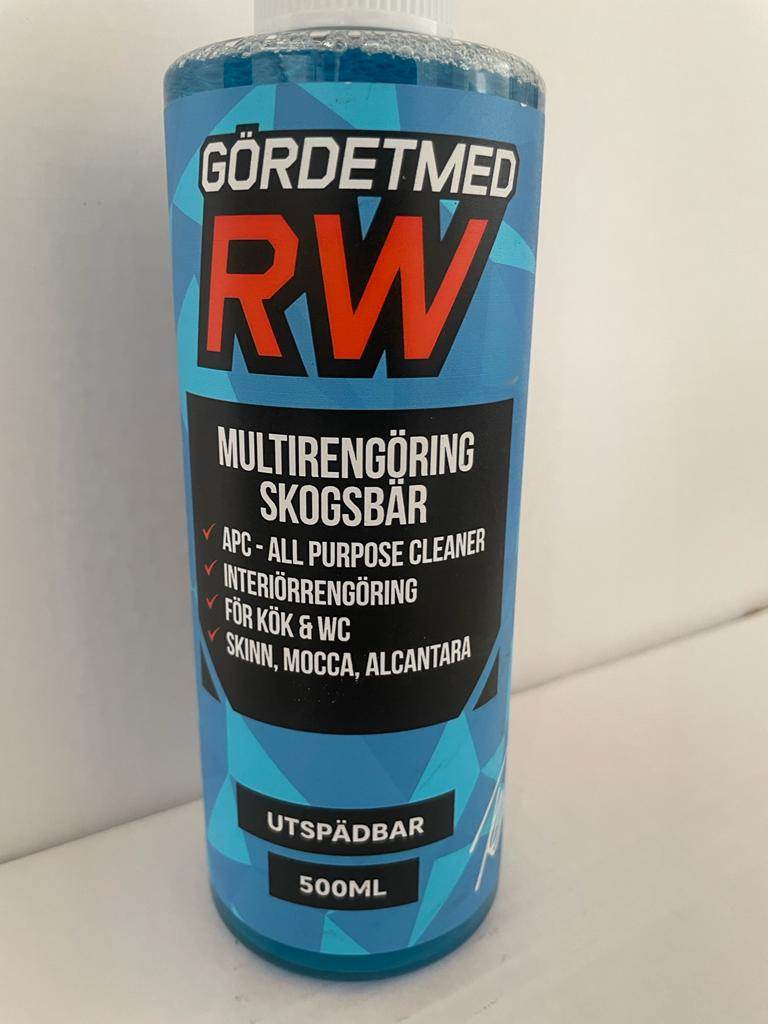 GÖRDETMED
RW
MULTIRENGÖRING
SKOGSBÄR
APC - ALL PURPOSE CLEANER
INTERIÖRRENGÖRING
FÖR KÖK & WC
SKINN, MOCCA, ALCANTARA
UTSPÄDBAR
500ML